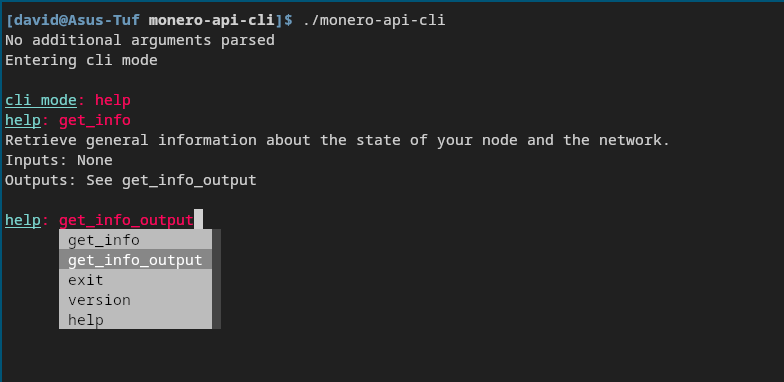 [david@Asus-Tuf monero-api-cli]$ ./monero-api-cli
No additional arguments parsed
Entering cli mode
cli mode: help
help: get_info
Retrieve general information about the state of your node and the network.
Inputs: None
Outputs: See get_info_output
help: get_info_output
get_info
get_info_output
exit
version
help